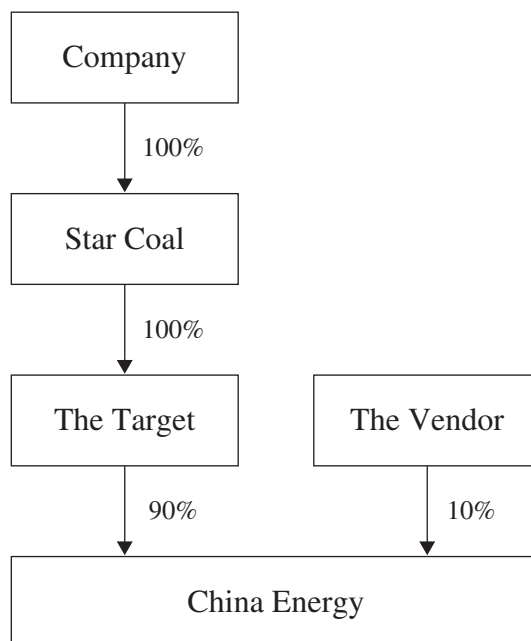 Company
100%
Star Coal
100%
The Target
The Vendor
90%
10%
China Energy